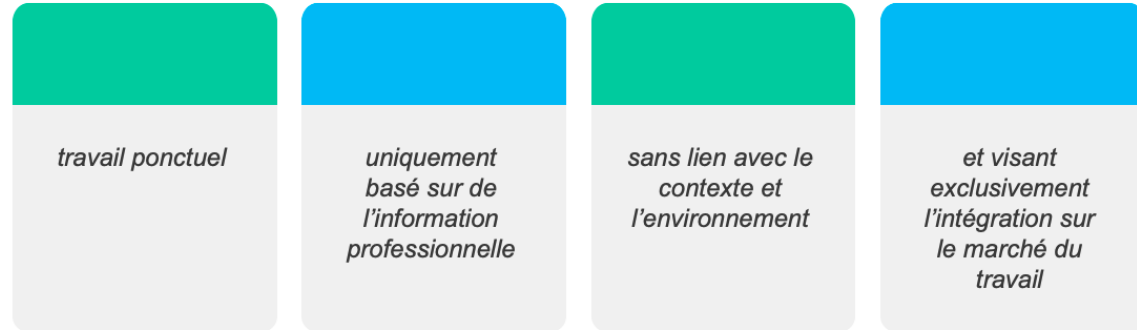 travail ponctuel
uniquement
basé sur de
l'information
professionnelle
sans lien avec le
contexte et
l'environnement
et visant
exclusivement
l'intégration sur
le marché du
travail